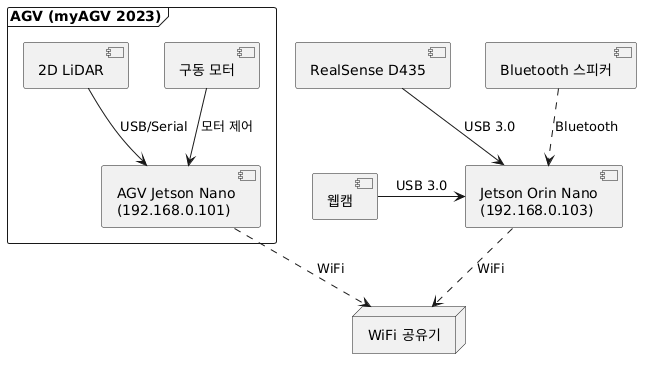 AGV (myAGV 2023)
2D LiDAR
구동 모터
RealSense D435
Bluetooth 스피커
USB/Serial
모터 제어
USB 3.0
Bluetooth
AGV Jetson Nano
(192.168.0.101)
웹캠
USB 3.0
Jetson Orin Nano
(192.168.0.103)
WiFi
WiFi
WiFi 공유기